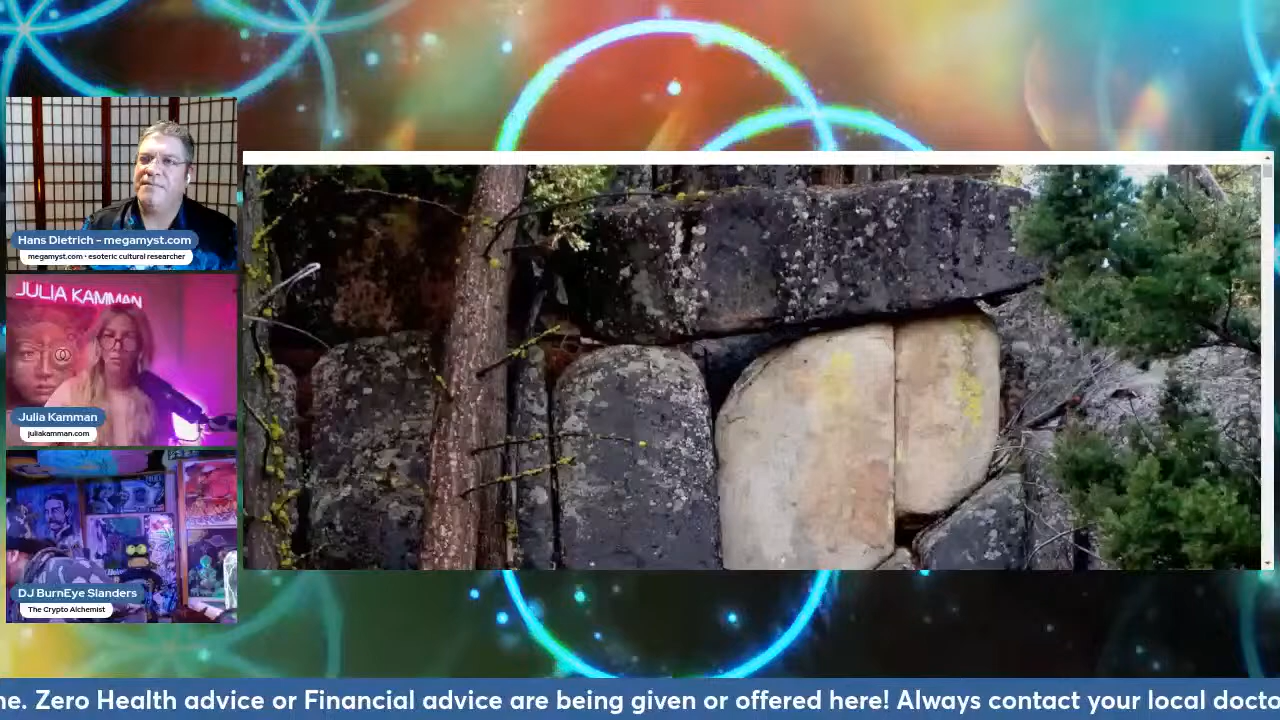 Hans Dietrich - megamyst.com
megamyst.com · esoteric cultural researcher
JULIA KAMMAN
Julia Kamman
juliakamman.com
DJ BurnEye Slanders
The Crypto Alchemist
ne. Zero Health advice or Financial advice are being given or offered here! Always contact your local docto